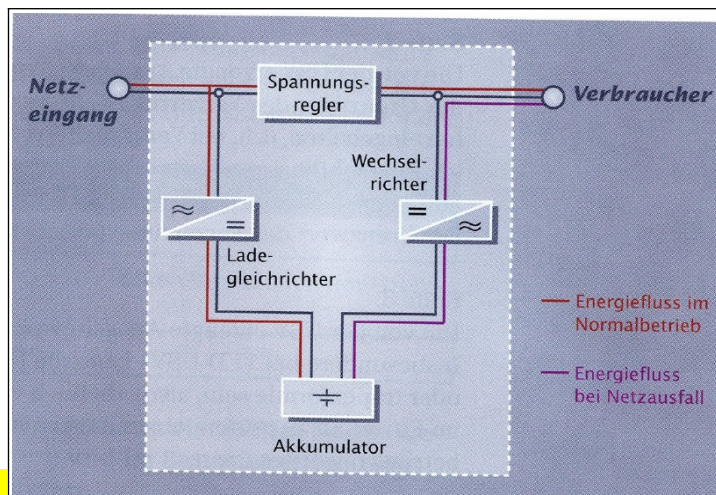 Netz-
eingang
Spannungs-
regler
Verbraucher
Wechsel-
richter
≈
=
=
≈
Lade-
gleichrichter
Energiefluss im
Normalbetrieb
Energiefluss
bei Netzausfall
Akkumulator